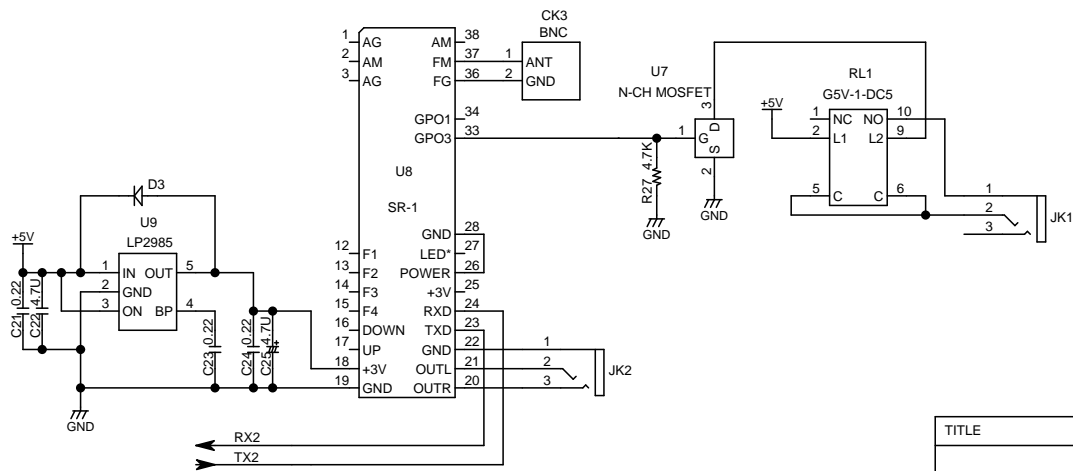 CK3
BNC
1 AG
2 AM
3 AG
AM 38
FM 37
FG 36
1 ANT
2 GND
GPO1 34
GPO3 33
U8
SR-1
R27 4.7K
GND
U7
N-CH MOSFET
1 G
D 3
S 2
GND
RL1
G5V-1-DC5
+5V
1 NC
NO 10
2 L1
L2 9
5 C
C 6
1
2
3
JK1
D3
U9
LP2985
+5V
1 IN
OUT 5
2 GND
3 ON
BP 4
C21 0.22
C22 4.7U
C23 0.22
C24 0.22
C25 4.7U
+
GND
12 F1
13 F2
14 F3
15 F4
16 DOWN
17 UP
18 +3V
19 GND
GND 28
LED* 27
POWER 26
+3V 25
RXD 24
TXD 23
GND 22
OUTL 21
OUTR 20
1
2
3
JK2
RX2
TX2
TITLE